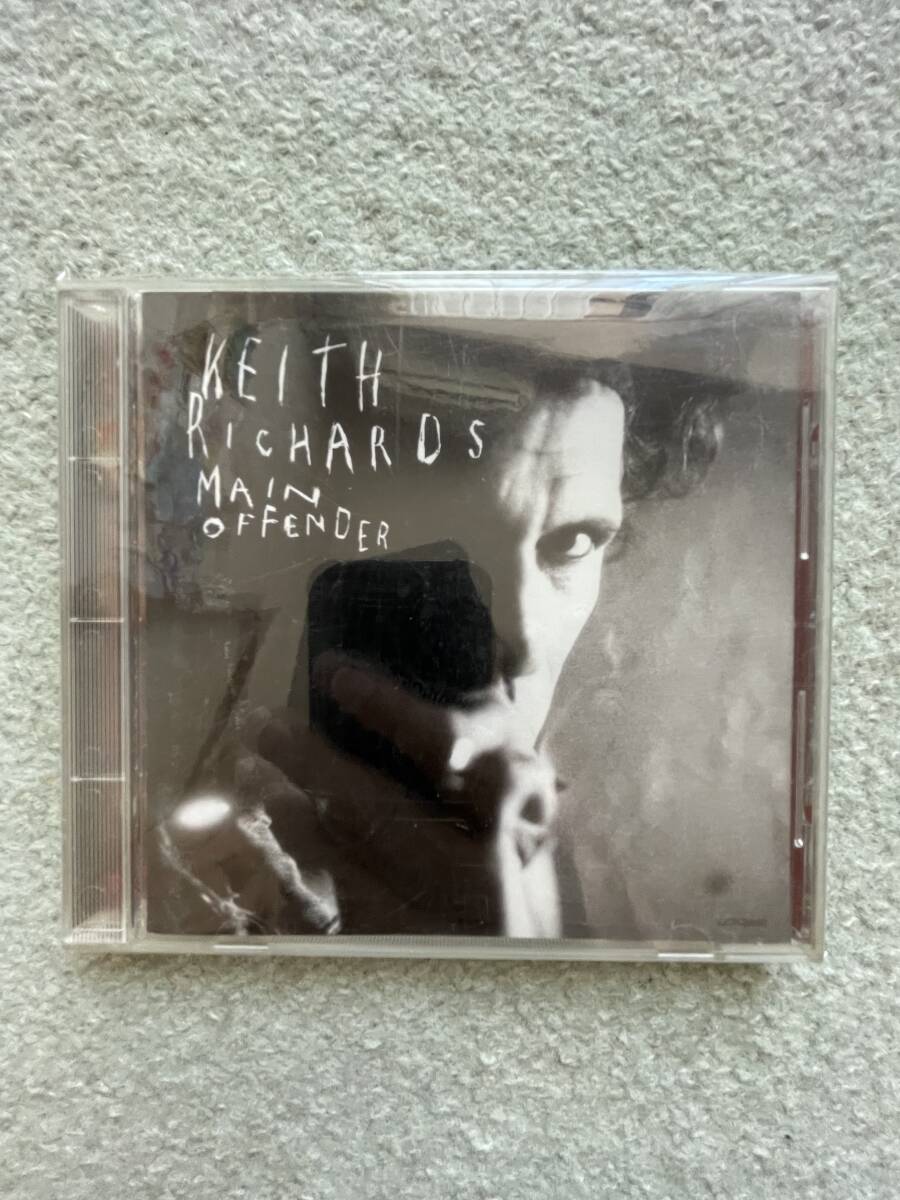 KEITH
RICHARDS
MAIN
OFFENDER